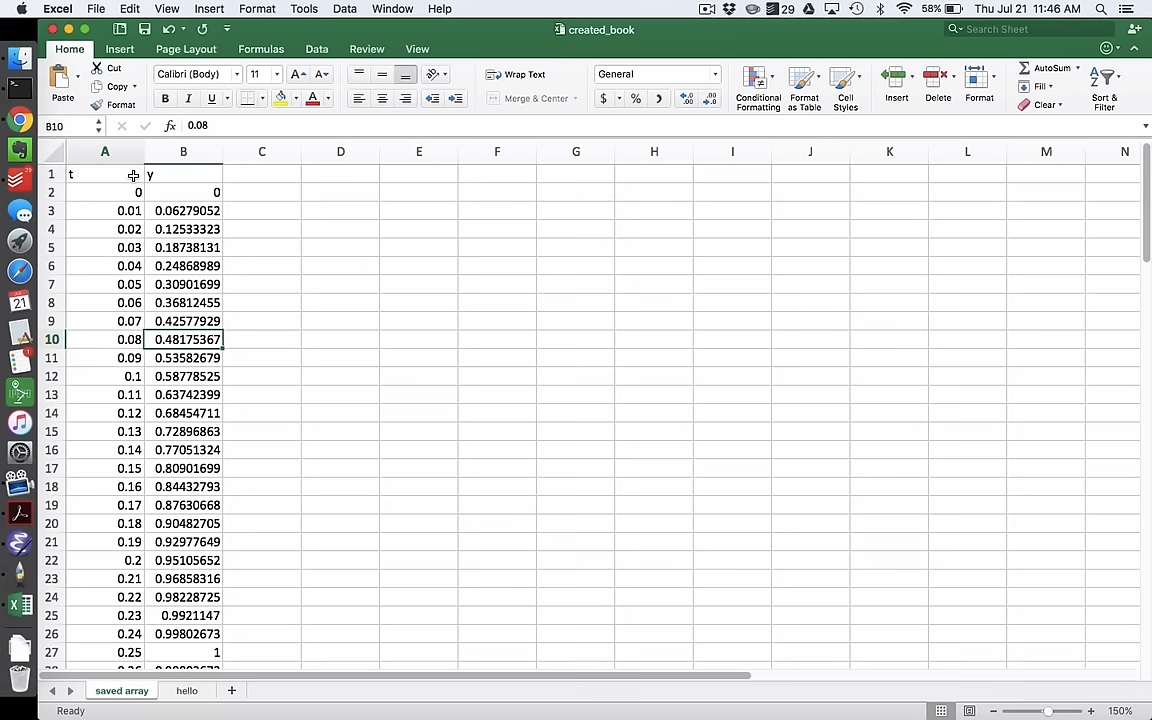 Excel File Edit View Insert Format Tools Data Window Help 29 58% Thu Jul 21 11:46 AM
created_book Search Sheet
Home Insert Page Layout Formulas Data Review View
Paste Cut Copy Format
Calibri (Body) 11 A A
B I U A
Wrap Text
Merge & Center
General
$ % ,
Conditional Formatting
Format as Table
Cell Styles
Insert Delete Format
AutoSum
Fill
Clear
Sort & Filter
B10 fx 0.08
A B C D E F G H I J K L M N
1 t y
2 0 0
3 0.01 0.06279052
4 0.02 0.12533323
5 0.03 0.18738131
6 0.04 0.24868989
7 0.05 0.30901699
8 0.06 0.36812455
9 0.07 0.42577929
10 0.08 0.48175367
11 0.09 0.53582679
12 0.1 0.58778525
13 0.11 0.63742399
14 0.12 0.68454711
15 0.13 0.72896863
16 0.14 0.77051324
17 0.15 0.80901699
18 0.16 0.84432793
19 0.17 0.87630668
20 0.18 0.90482705
21 0.19 0.92977649
22 0.2 0.95105652
23 0.21 0.96858316
24 0.22 0.98228725
25 0.23 0.9921147
26 0.24 0.99802673
27 0.25 1
saved array hello +
Ready 150%